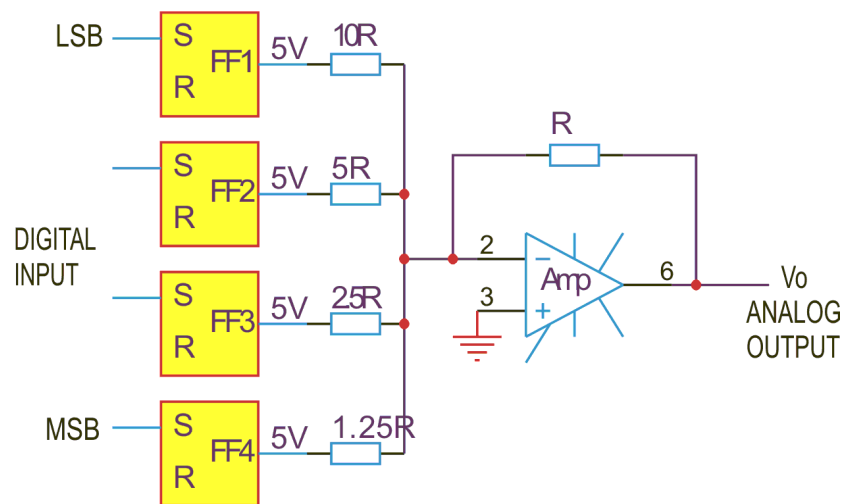 LSB
S
R
FF1
5V
10R
S
R
FF2
5V
5R
DIGITAL
INPUT
S
R
FF3
5V
25R
MSB
S
R
FF4
5V
1.25R
R
2
3
−
+
Amp
6
Vo
ANALOG
OUTPUT